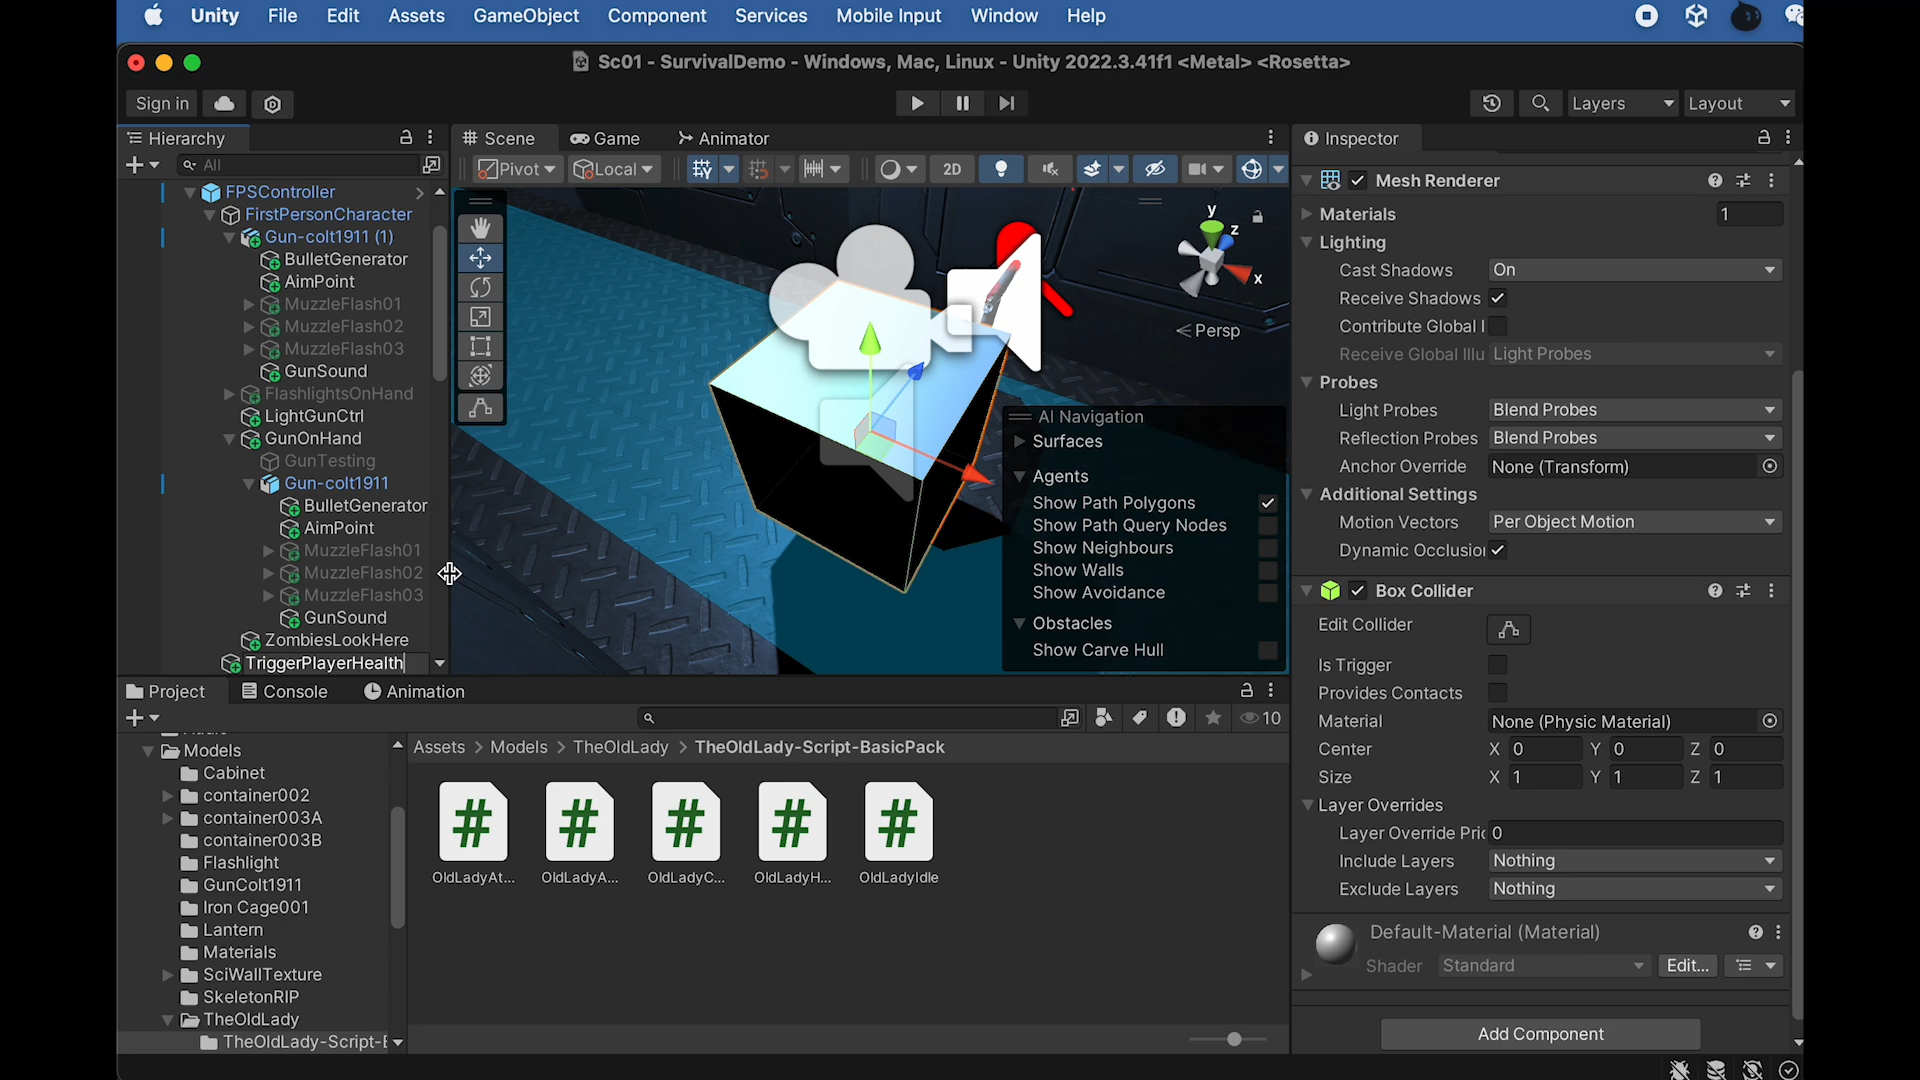 Unity File Edit Assets GameObject Component Services Mobile Input Window Help
Sc01 - SurvivalDemo - Windows, Mac, Linux - Unity 2022.3.41f1 <Metal> <Rosetta>
Sign in
Layers Layout
Hierarchy
All
FPSController
FirstPersonCharacter
Gun-colt1911 (1)
BulletGenerator
AimPoint
MuzzleFlash01
MuzzleFlash02
MuzzleFlash03
GunSound
FlashlightsOnHand
LightGunCtrl
GunOnHand
GunTesting
Gun-colt1911
BulletGenerator
AimPoint
MuzzleFlash01
MuzzleFlash02
MuzzleFlash03
GunSound
ZombiesLookHere
TriggerPlayerHealth
Scene Game Animator
Pivot Local 2D
y
z
x
Persp
AI Navigation
Surfaces
Agents
Show Path Polygons
Show Path Query Nodes
Show Neighbours
Show Walls
Show Avoidance
Obstacles
Show Carve Hull
Project Console Animation
10
Models
Cabinet
container002
container003A
container003B
Flashlight
GunColt1911
Iron Cage001
Lantern
Materials
SciWallTexture
SkeletonRIP
TheOldLady
TheOldLady-Script-E
Assets > Models > TheOldLady > TheOldLady-Script-BasicPack
OldLadyAt... OldLadyA... OldLadyC... OldLadyH... OldLadyIdle
Inspector
Mesh Renderer
Materials 1
Lighting
Cast Shadows On
Receive Shadows
Contribute Global I
Receive Global Illu Light Probes
Probes
Light Probes Blend Probes
Reflection Probes Blend Probes
Anchor Override None (Transform)
Additional Settings
Motion Vectors Per Object Motion
Dynamic Occlusion
Box Collider
Edit Collider
Is Trigger
Provides Contacts
Material None (Physic Material)
Center X 0 Y 0 Z 0
Size X 1 Y 1 Z 1
Layer Overrides
Layer Override Pric 0
Include Layers Nothing
Exclude Layers Nothing
Default-Material (Material)
Shader Standard Edit...
Add Component